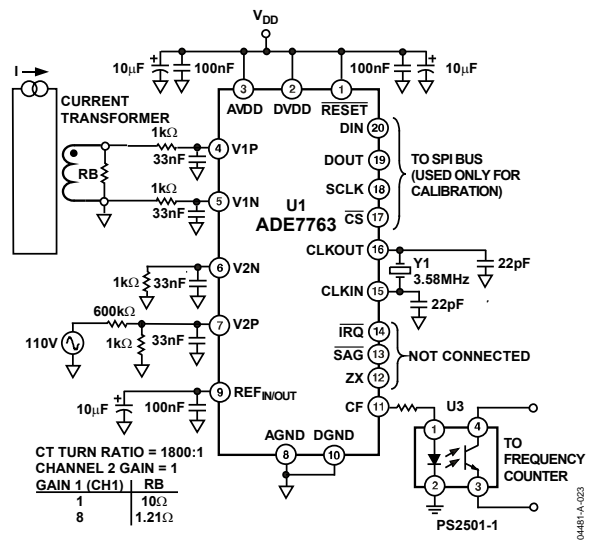 V_DD
10μF 100nF 100nF 10μF
I
CURRENT
TRANSFORMER
3 2 1
AVDD DVDD RESET
DIN 20
DOUT 19
SCLK 18
CS 17
TO SPI BUS
(USED ONLY FOR
CALIBRATION)
1kΩ
33nF
4 V1P
RB
1kΩ
33nF
5 V1N
U1
ADE7763
CLKOUT 16
Y1
3.58MHz
22pF
CLKIN 15
22pF
6 V2N
1kΩ 33nF
600kΩ
7 V2P
110V
1kΩ 33nF
IRQ 14
SAG 13
ZX 12
NOT CONNECTED
9 REF_IN/OUT
10μF 100nF
CF 11
U3
1 4
2 3
TO
FREQUENCY
COUNTER
PS2501-1
AGND DGND
8 10
CT TURN RATIO = 1800:1
CHANNEL 2 GAIN = 1
GAIN 1 (CH1) RB
1 10Ω
8 1.21Ω
04481-A-023